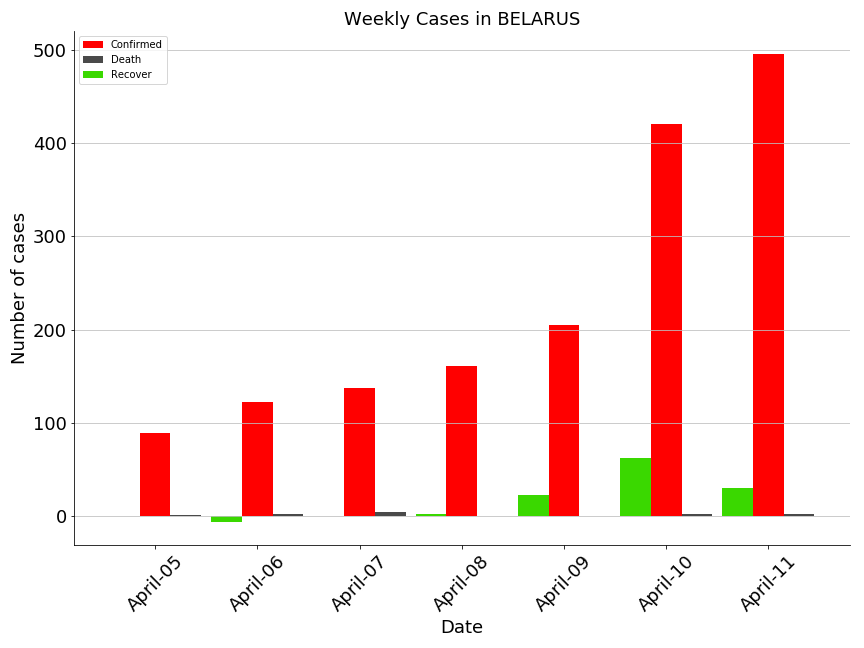 Weekly Cases in BELARUS
Confirmed
Death
Recover
500
400
300
200
100
0
Number of cases
April-05
April-06
April-07
April-08
April-09
April-10
April-11
Date